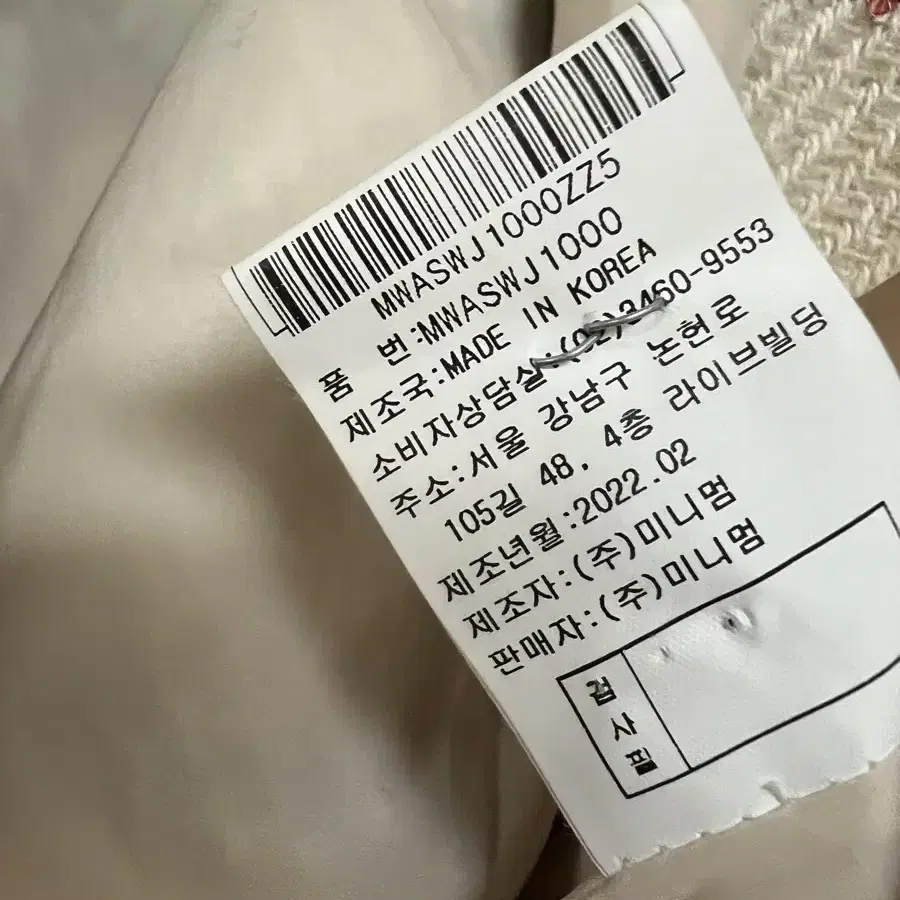 MWASWJ1000ZZ5
품 번:MWASWJ1000
제조국:MADE IN KOREA
소비자상담실:(02)3460-9553
주소:서울 강남구 논현로
105길 48, 4층 라이브빌딩
제조년월:2022.02
제조자:(주)미니멈
판매자:(주)미니멈
검
사
필